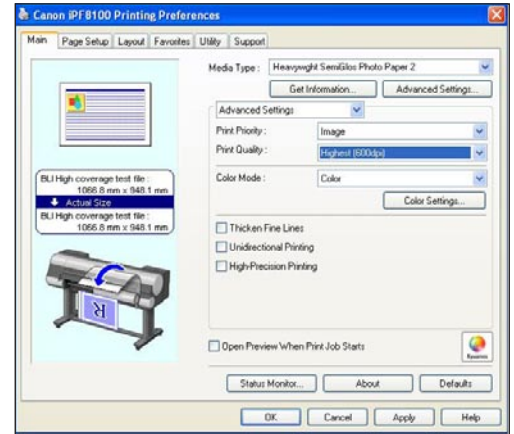 Canon iPF8100 Printing Preferences
Main Page Setup Layout Favorites Utility Support
Media Type : Heavywght SemiGlos Photo Paper 2
Get Information... Advanced Settings...
Advanced Settings
Print Priority : Image
Print Quality : Highest (600dpi)
BLI High coverage test file :
1066.8 mm x 948.1 mm
Actual Size
BLI High coverage test file :
1066.8 mm x 948.1 mm
Color Mode : Color
Color Settings...
Thicken Fine Lines
Unidirectional Printing
High-Precision Printing
R
Open Preview When Print Job Starts
Status Monitor... About Defaults
OK Cancel Apply Help